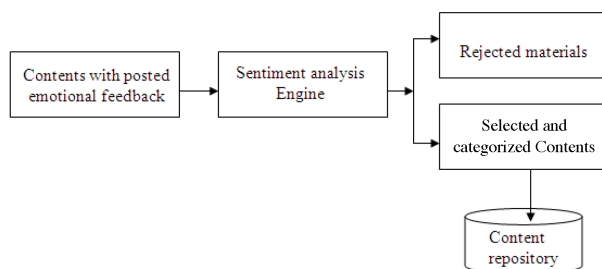 Contents with posted
emotional feedback
Sentiment analysis
Engine
Rejected materials
Selected and
categorized Contents
Content
repository